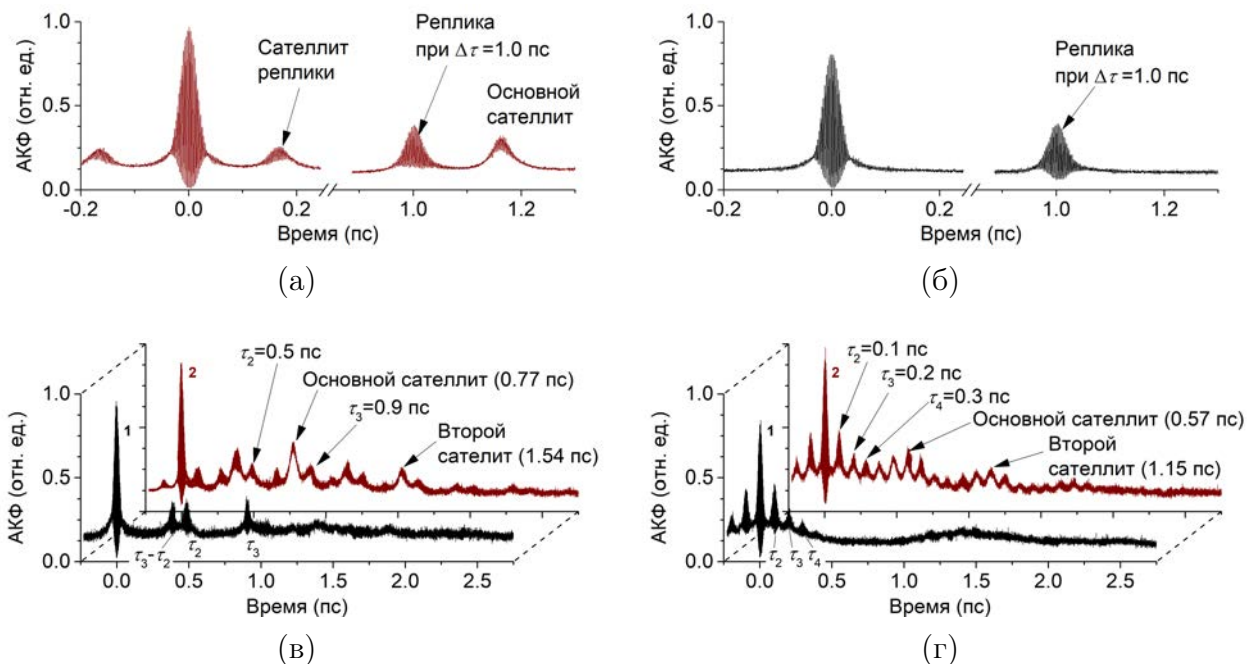 АКФ (отн. ед.)
1.0
0.5
0.0
Сателлит
реплики
Реплика
при Δτ=1.0 пс
Основной
сателлит
-0.2
0.0
0.2
1.0
1.2
Время (пс)
(а)
АКФ (отн. ед.)
1.0
0.5
0.0
Реплика
при Δτ=1.0 пс
-0.2
0.0
0.2
1.0
1.2
Время (пс)
(б)
АКФ (отн. ед.)
1.0
0.5
0.0
1
2
τ2=0.5 пс
Основной сателлит (0.77 пс)
τ3=0.9 пс
Второй
сателит (1.54 пс)
τ3-τ2
τ2
τ3
0.0
0.5
1.0
1.5
2.0
2.5
Время (пс)
(в)
АКФ (отн. ед.)
1.0
0.5
0.0
1
2
τ2=0.1 пс
τ3=0.2 пс
τ4=0.3 пс
Основной сателлит (0.57 пс)
Второй
сателлит (1.15 пс)
τ2
τ3
τ4
0.0
0.5
1.0
1.5
2.0
2.5
Время (пс)
(г)